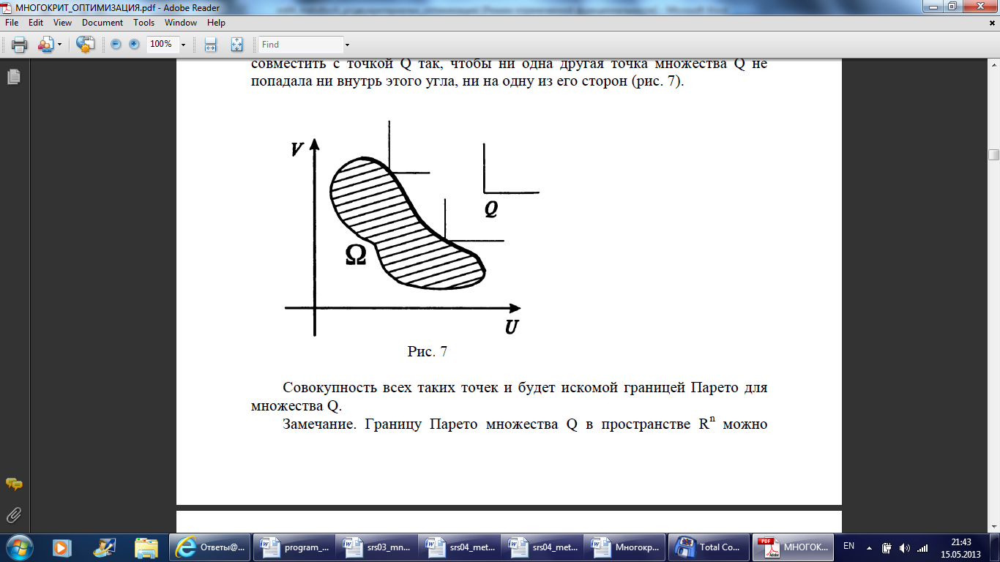 МНОГОКРИТ_ОПТИМИЗАЦИЯ.pdf - Adobe Reader
File Edit View Document Tools Window Help
100% Find
совместить с точкой Q так, чтобы ни одна другая точка множества Q не
попадала ни внутрь этого угла, ни на одну из его сторон (рис. 7).
V
Q
Ω
U
Рис. 7
Совокупность всех таких точек и будет искомой границей Парето для
множества Q.
Замечание. Границу Парето множества Q в пространстве Rⁿ можно
Ответы@... program_... srs03_mn... srs04_met... srs04_met... Многокр... Total Co... МНОГОК... EN 21:43
15.05.2013